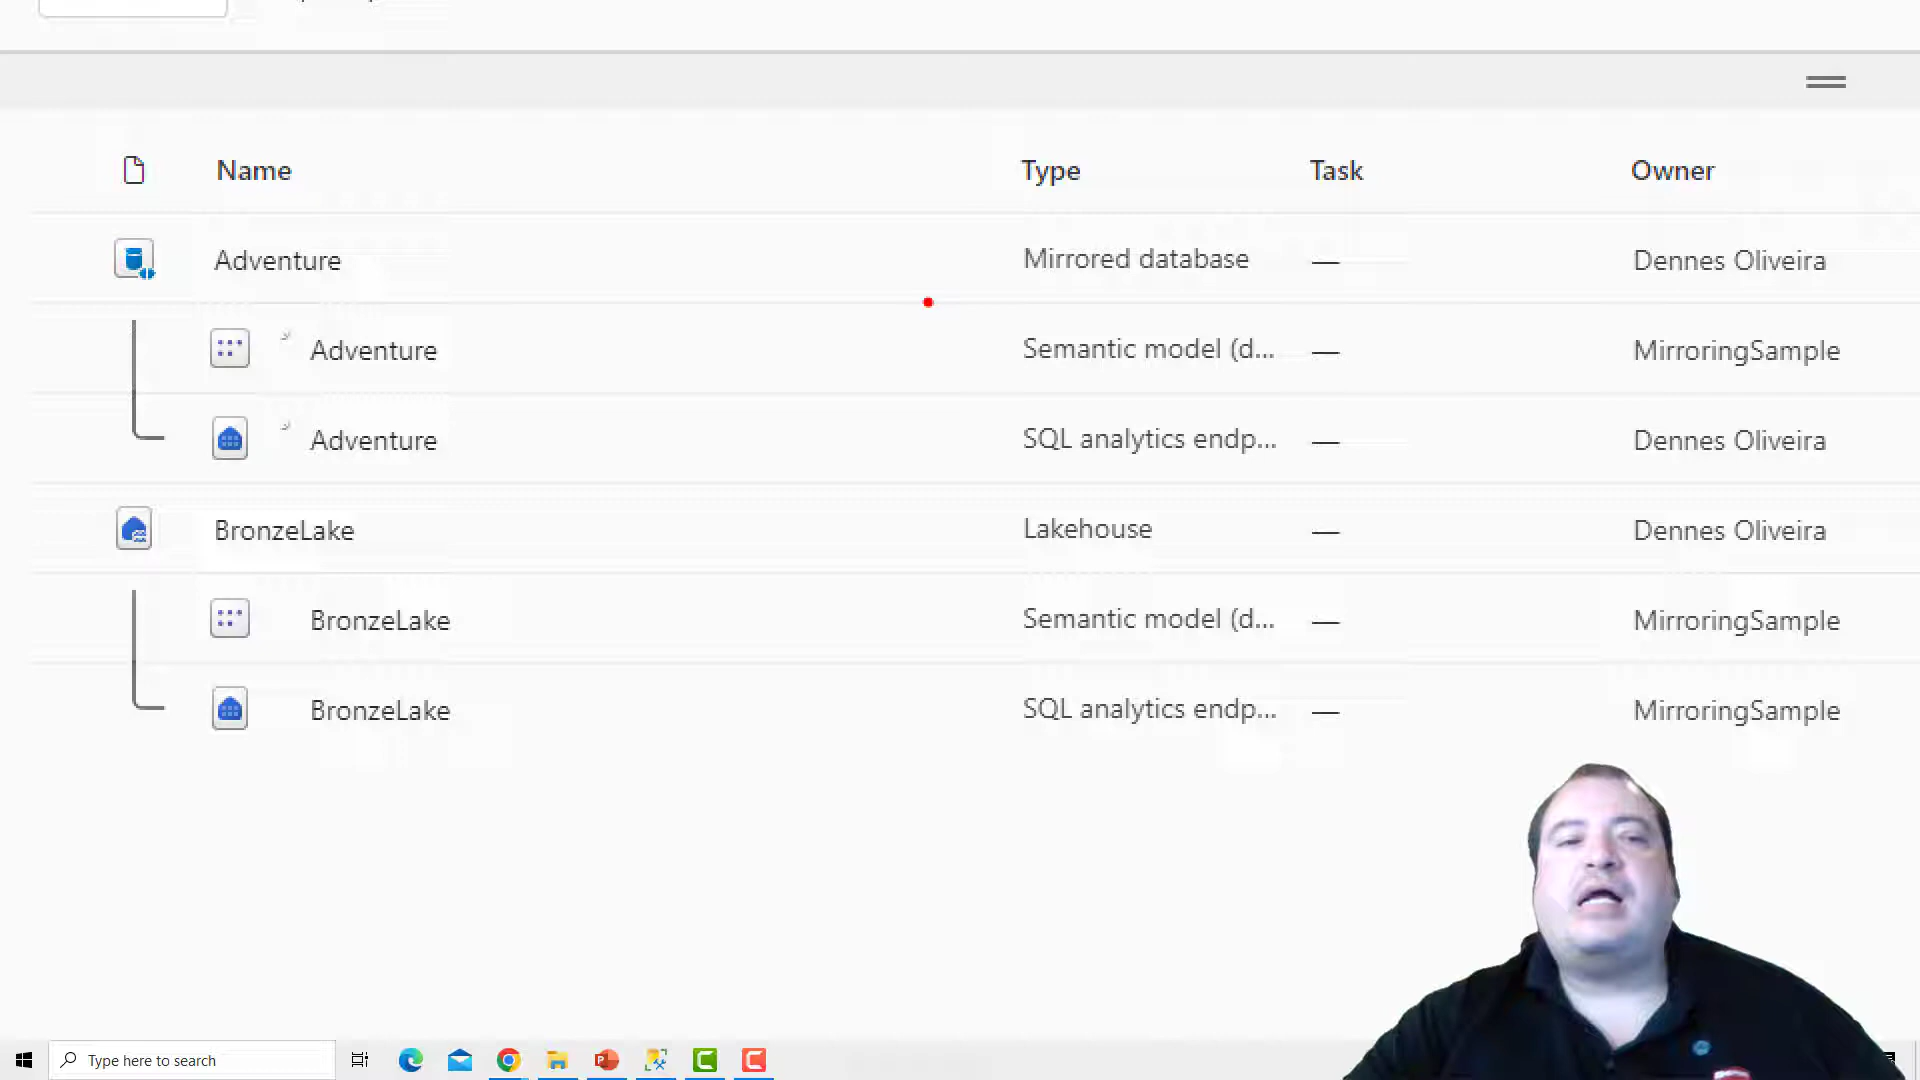 Name Type Task Owner
Adventure Mirrored database — Dennes Oliveira
Adventure Semantic model (d... — MirroringSample
Adventure SQL analytics endp... — Dennes Oliveira
BronzeLake Lakehouse — Dennes Oliveira
BronzeLake Semantic model (d... — MirroringSample
BronzeLake SQL analytics endp... — MirroringSample
Type here to search